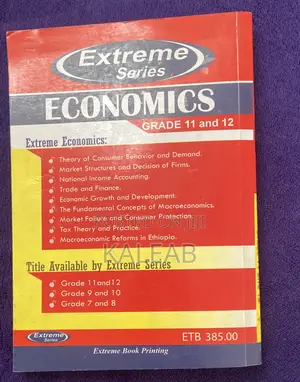 Extreme
Series
ECONOMICS
GRADE 11 and 12
Extreme Economics:
Theory of Consumer Behavior and Demand.
Market Structures and Decision of Firms.
National Income Accounting.
Trade and Finance.
Economic Growth and Development.
The Fundamental Concepts of Macroeconomics.
Market Failure and Consumer Protection.
Tax Theory and Practice.
Macroeconomic Reforms in Ethiopia.
KALEAB
Title Available by Extreme Series
Grade 11 and 12
Grade 9 and 10
Grade 7 and 8
Extreme
Series
ETB 385.00
Extreme Book Printing